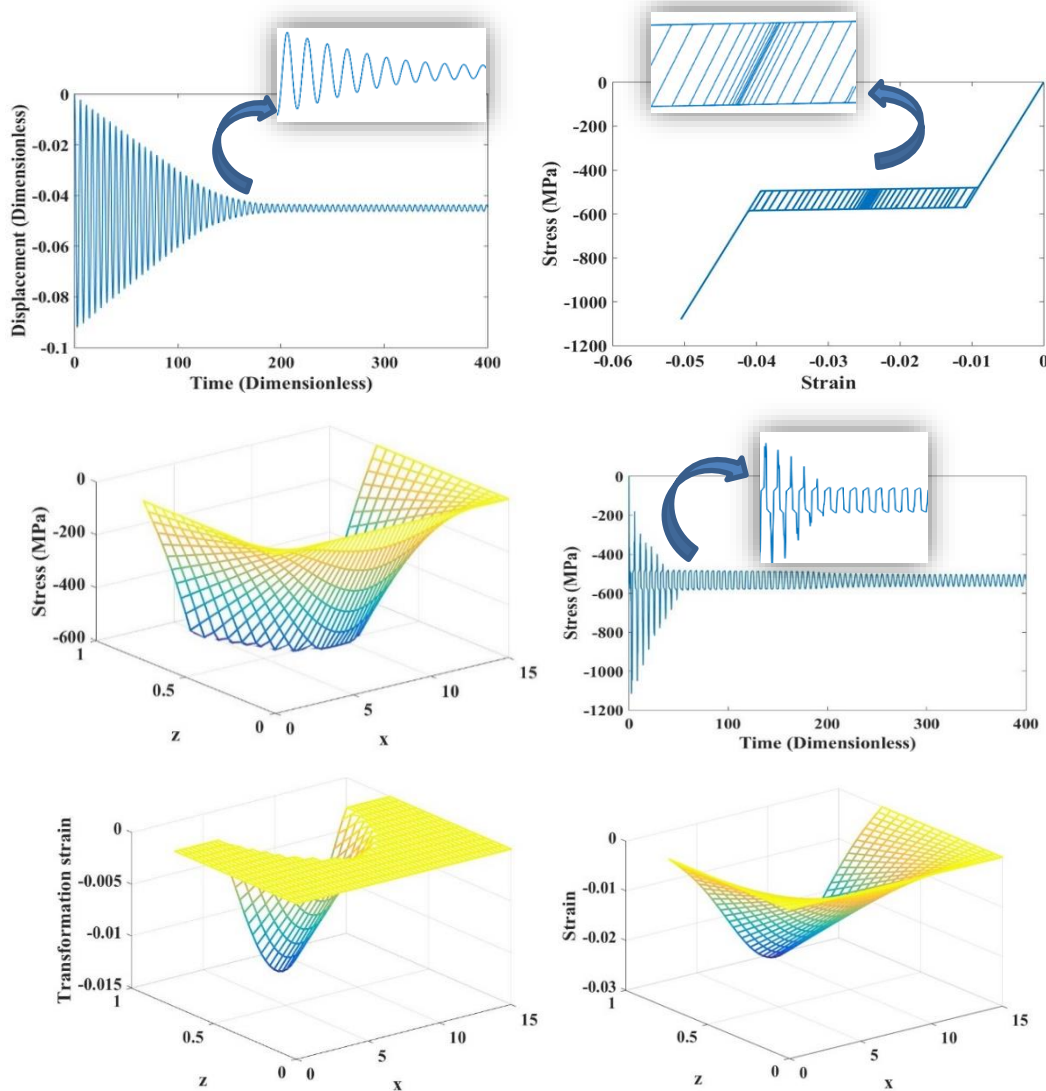 0
-0.02
-0.04
-0.06
-0.08
-0.1
0 100 200 300 400
Displacement (Dimensionless)
Time (Dimensionless)
0
-200
-400
-600
-800
-1000
-1200
-0.06 -0.05 -0.04 -0.03 -0.02 -0.01 0
Stress (MPa)
Strain
0
-200
-400
-600
1
0.5
0 0
5
10
15
Stress (MPa)
z
x
0
-200
-400
-600
-800
-1000
-1200
0 100 200 300 400
Stress (MPa)
Time (Dimensionless)
0
-0.005
-0.01
-0.015
1
0.5
0 0
5
10
15
Transformation strain
z
x
0
-0.01
-0.02
-0.03
1
0.5
0 0
5
10
15
Strain
z
x